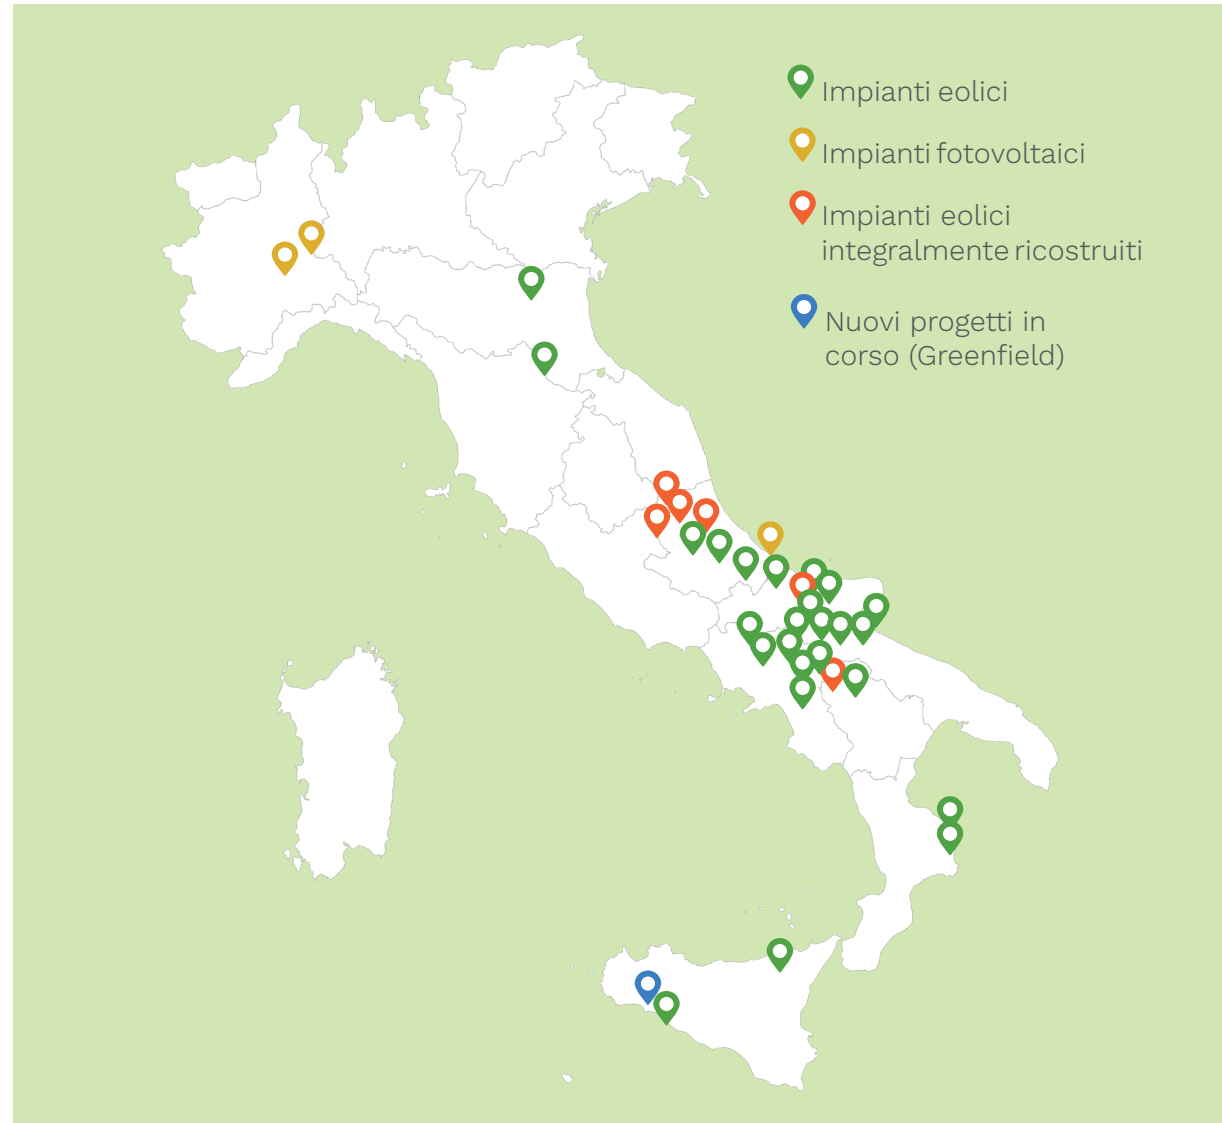 Impianti eolici
Impianti fotovoltaici
Impianti eolici
integralmente ricostruiti
Nuovi progetti in
corso (Greenfield)